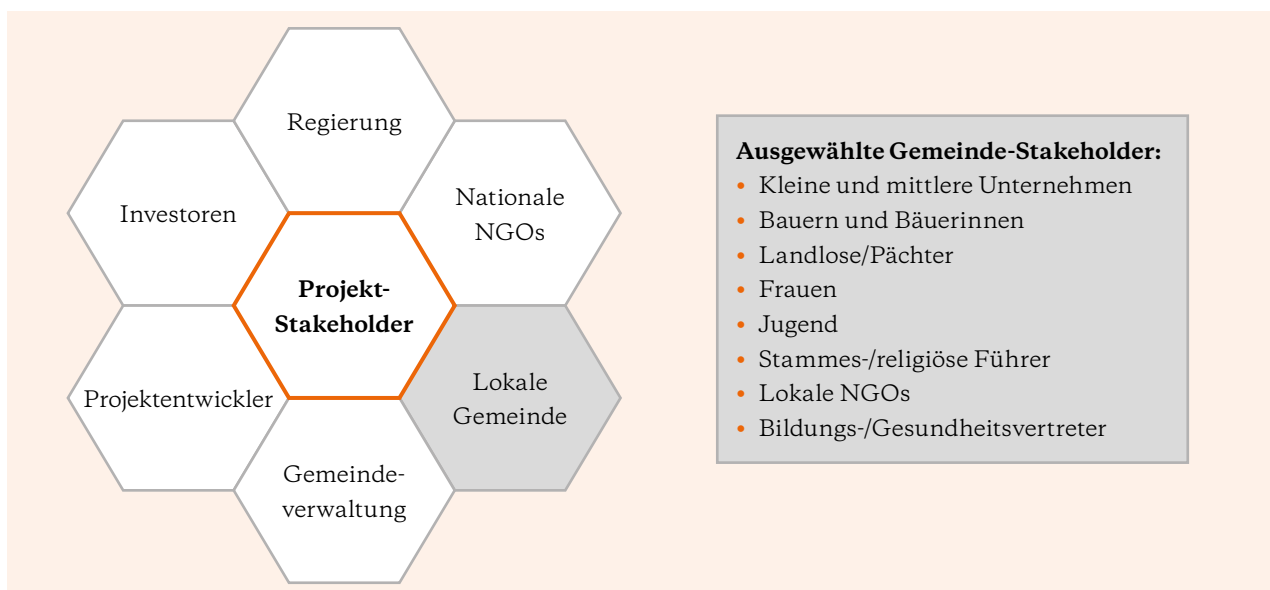 Regierung
Investoren
Nationale
NGOs
Projekt-
Stakeholder
Projektentwickler
Lokale
Gemeinde
Gemeinde-
verwaltung
Ausgewählte Gemeinde-Stakeholder:
• Kleine und mittlere Unternehmen
• Bauern und Bäuerinnen
• Landlose/Pächter
• Frauen
• Jugend
• Stammes-/religiöse Führer
• Lokale NGOs
• Bildungs-/Gesundheitsvertreter